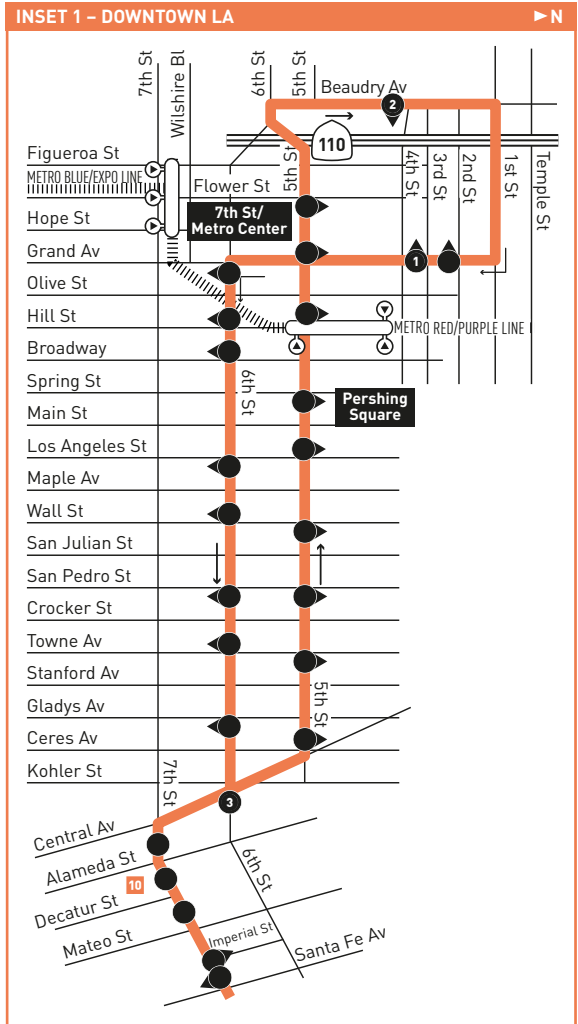 INSET 1 – DOWNTOWN LA
N
7th St
Wilshire Bl
6th St
5th St
Beaudry Av
2
110
Figueroa St
METRO BLUE/EXPO LINE
Flower St
5th St
4th St
3rd St
2nd St
1st St
Temple St
Hope St
7th St/
Metro Center
Grand Av
1
Olive St
Hill St
METRO RED/PURPLE LINE
Broadway
Spring St
6th St
Pershing
Square
Main St
Los Angeles St
Maple Av
Wall St
San Julian St
San Pedro St
Crocker St
Towne Av
Stanford Av
5th St
Gladys Av
Ceres Av
Kohler St
7th St
3
Central Av
Alameda St
6th St
10
Decatur St
Mateo St
Imperial St
Santa Fe Av